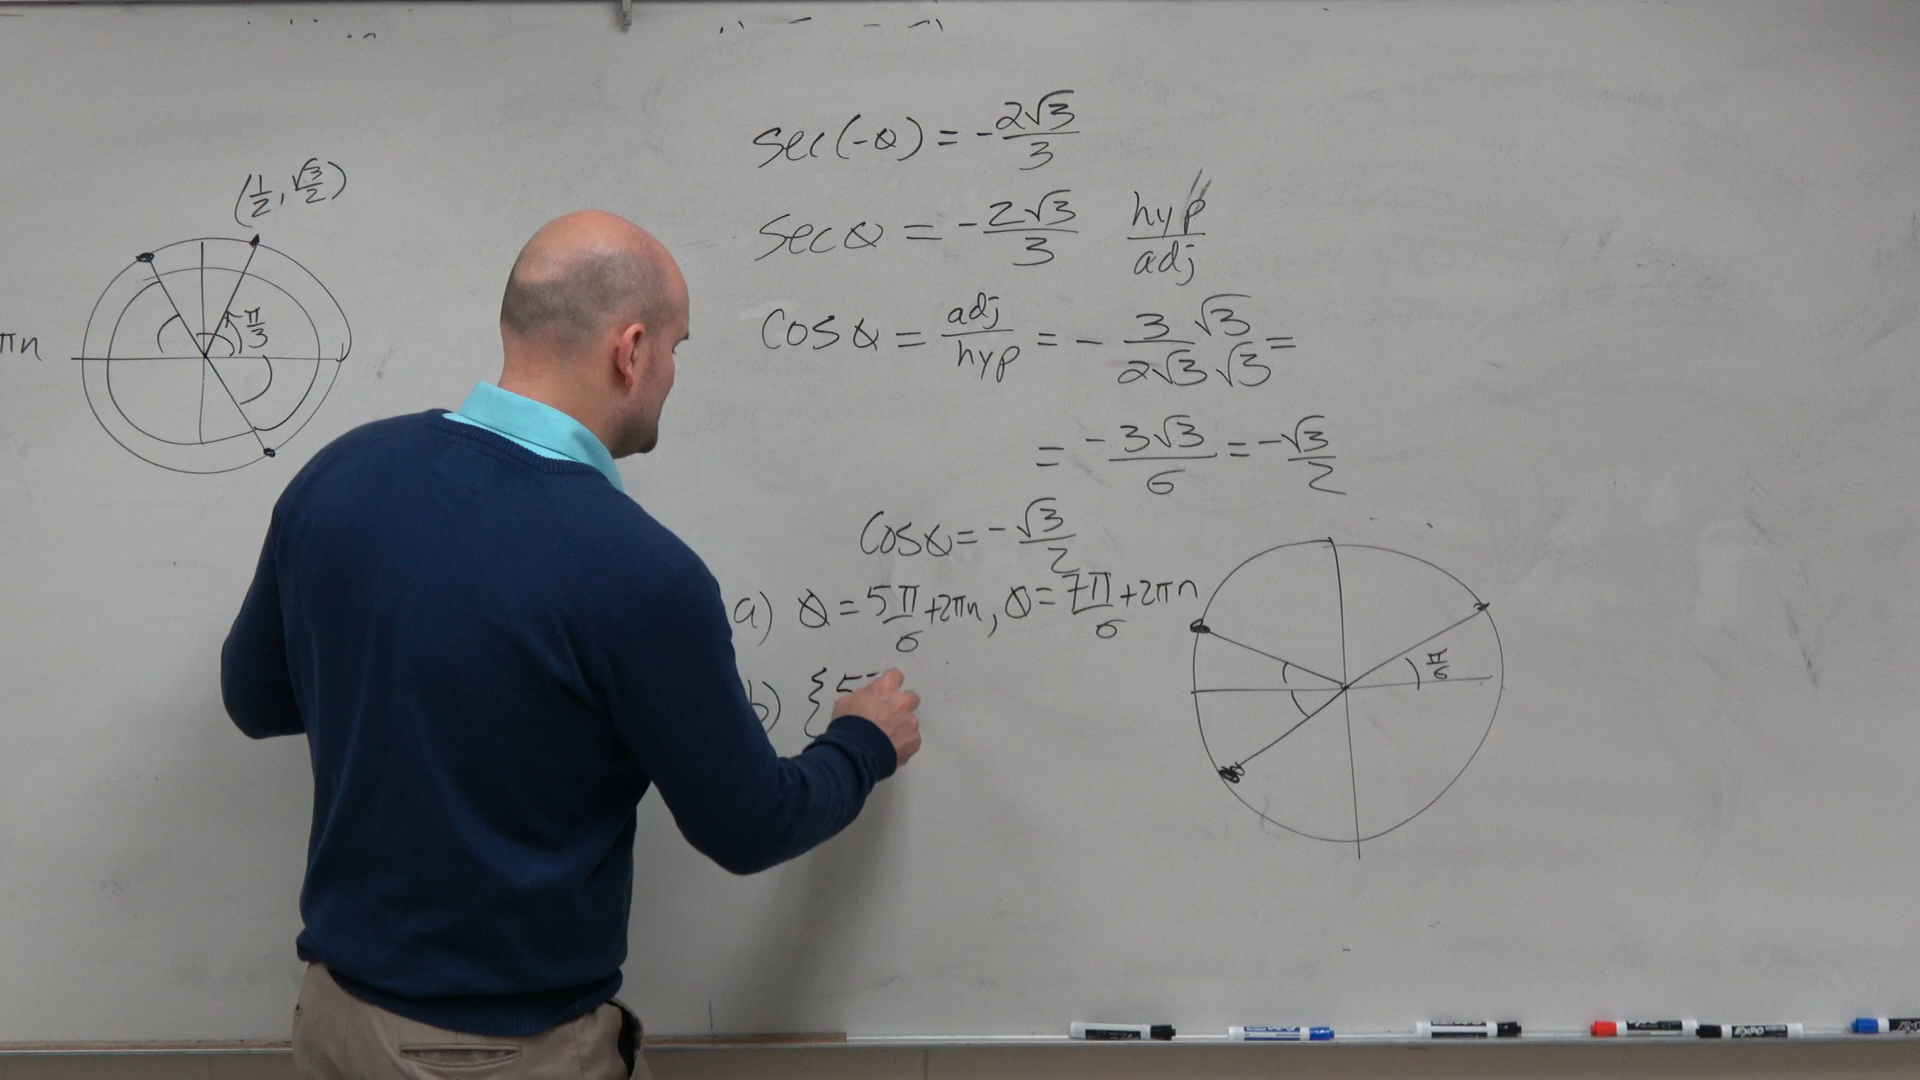 (1/2, √3/2)
π/3
πn
sec(-θ) = -2√3/3
secθ = -2√3/3 hyp/adj
cosθ = adj/hyp = - 3 √3/2√3 √3 =
= -3√3/6 = -√3/2
cosθ = -√3/2
a) θ = 5π/6 + 2πn, θ = 7π/6 + 2πn
b) {5
π/6
EXPO